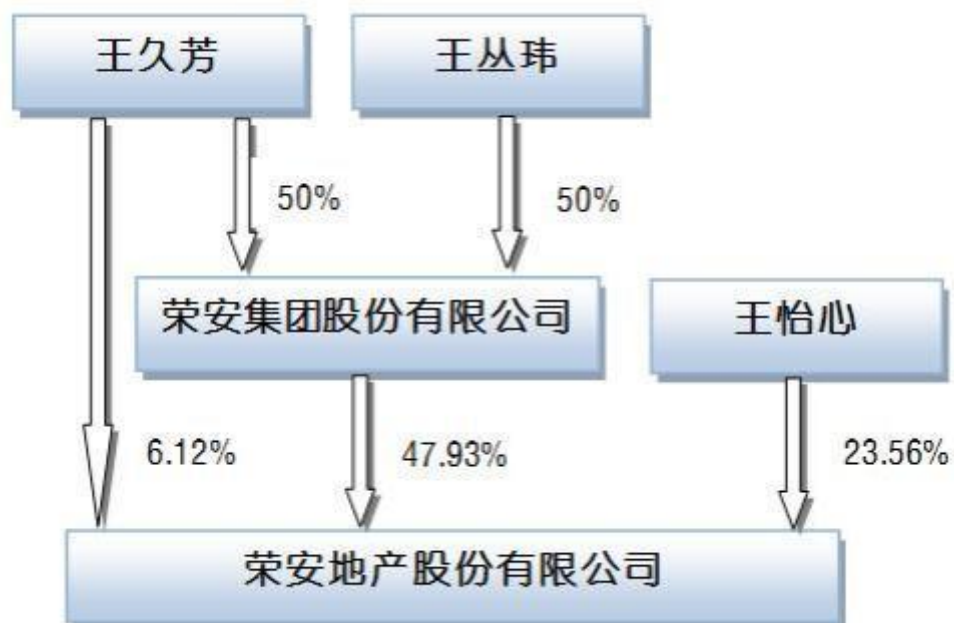 王久芳
王丛玮
50%
50%
荣安集团股份有限公司
王怡心
6.12%
47.93%
23.56%
荣安地产股份有限公司